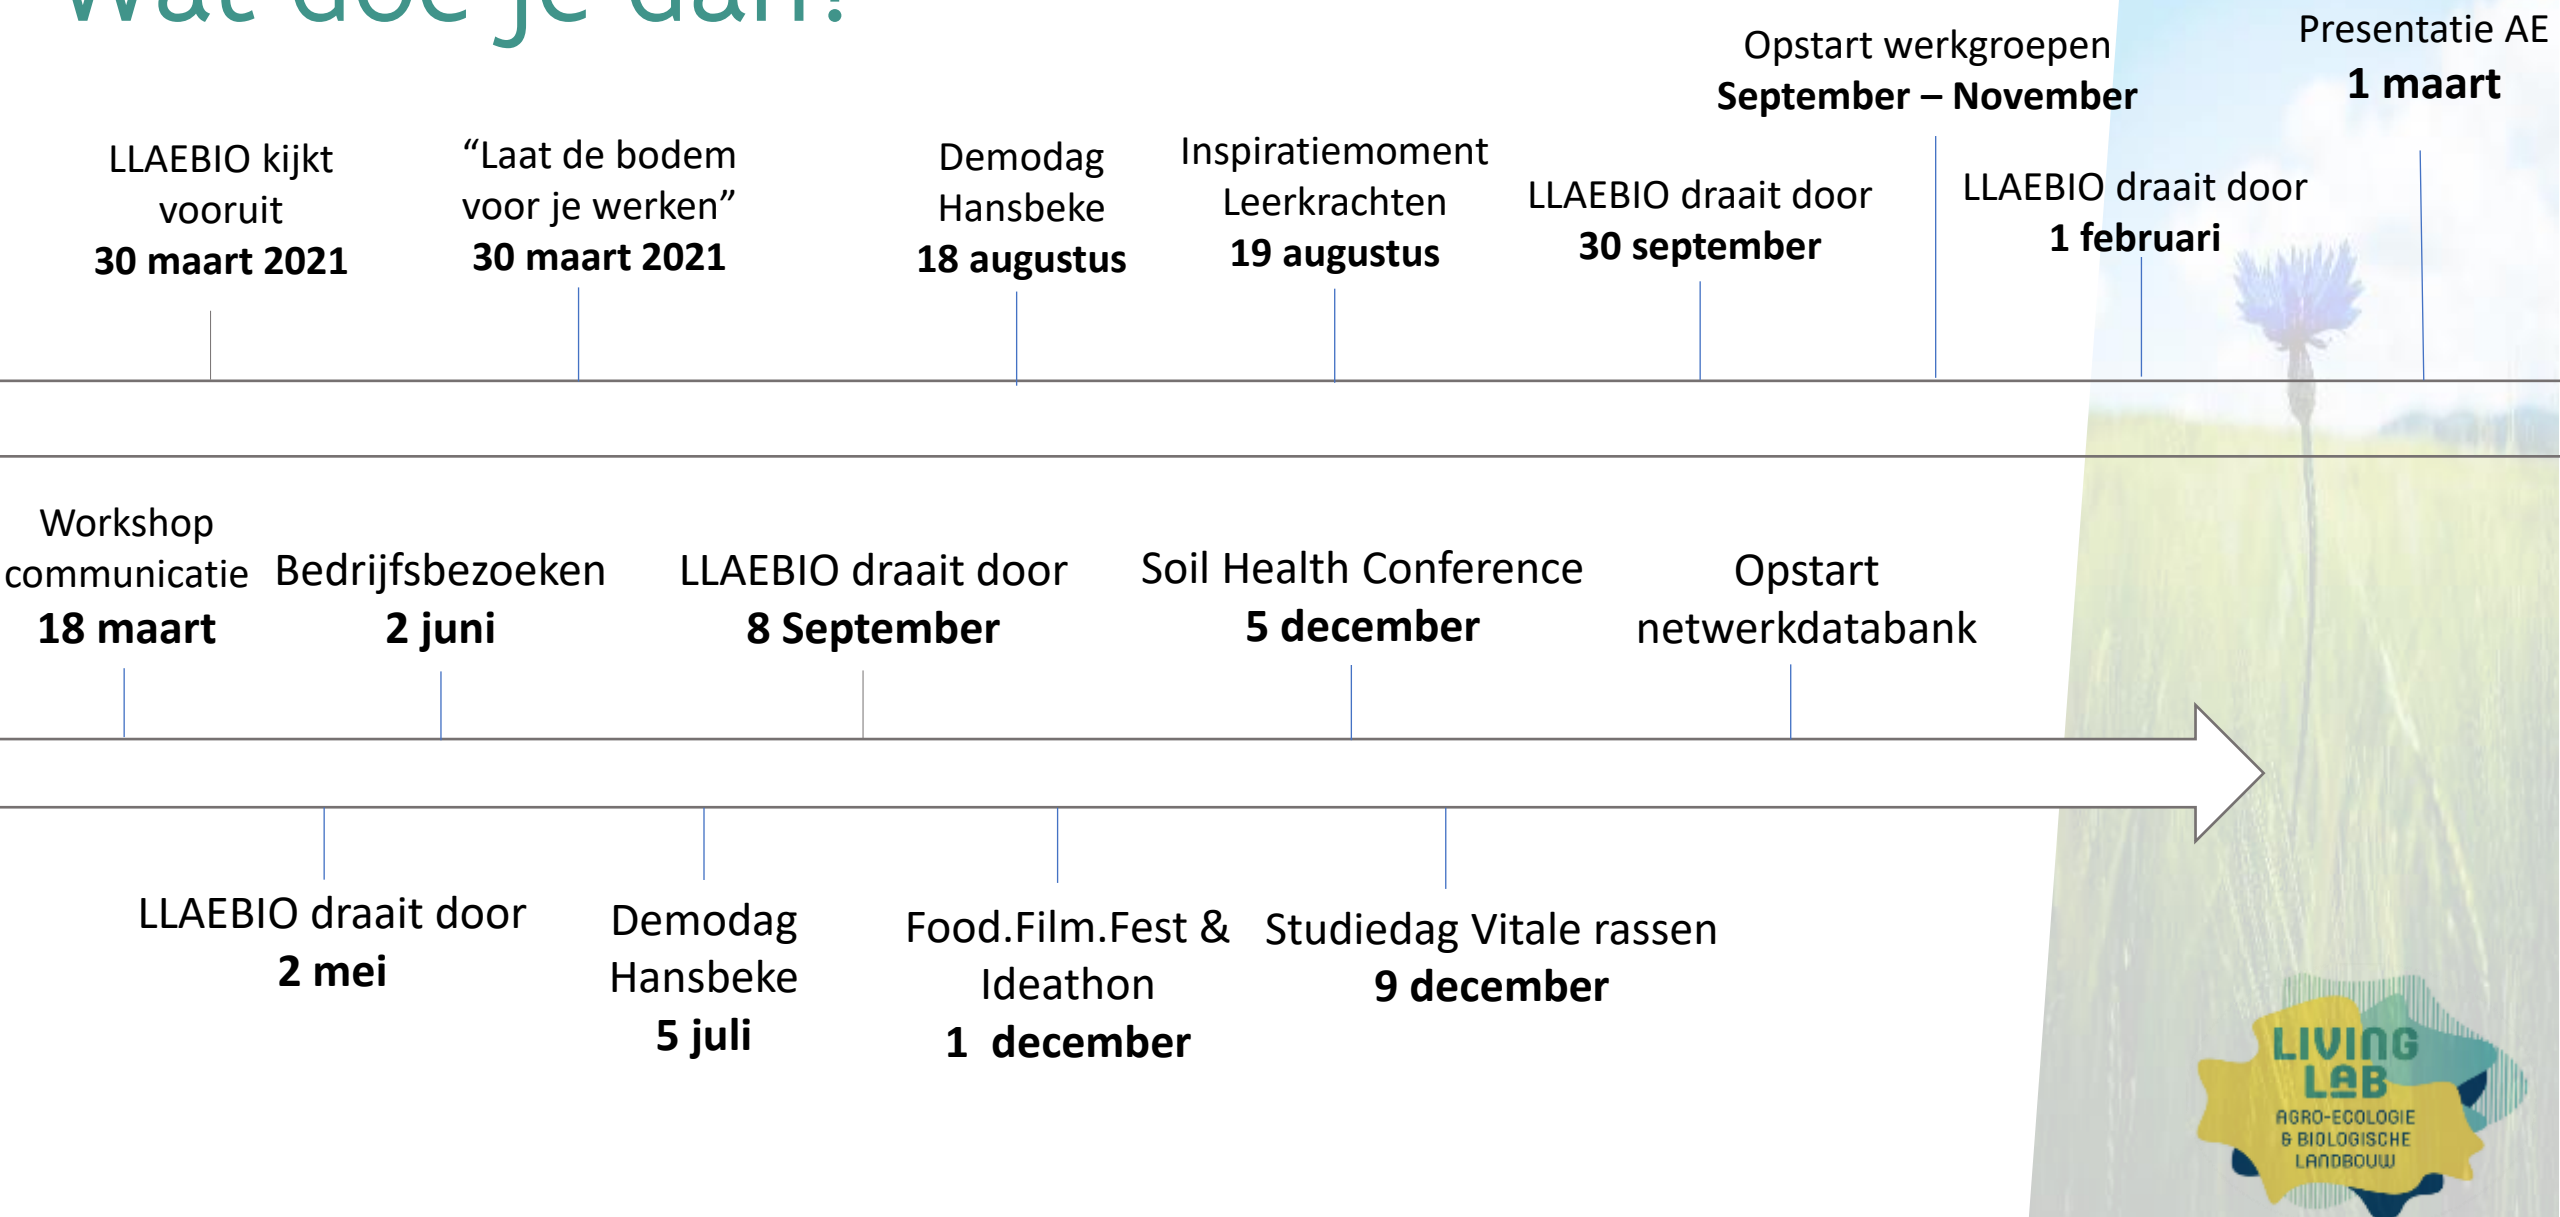 Wat doe je dan?
Opstart werkgroepen
September – November
Presentatie AE
1 maart
LLAEBIO kijkt
vooruit
30 maart 2021
“Laat de bodem
voor je werken”
30 maart 2021
Demodag
Hansbeke
18 augustus
Inspiratiemoment
Leerkrachten
19 augustus
LLAEBIO draait door
30 september
LLAEBIO draait door
1 februari
Workshop
communicatie
18 maart
Bedrijfsbezoeken
2 juni
LLAEBIO draait door
8 September
Soil Health Conference
5 december
Opstart
netwerkdatabank
LLAEBIO draait door
2 mei
Demodag
Hansbeke
5 juli
Food.Film.Fest &
Ideathon
1 december
Studiedag Vitale rassen
9 december
LIVING
LAB
AGRO-ECOLOGIE
& BIOLOGISCHE
LANDBOUW